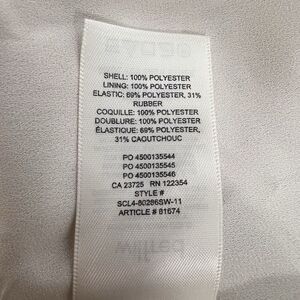 SHELL: 100% POLYESTER
LINING: 100% POLYESTER
ELASTIC: 69% POLYESTER, 31%
RUBBER
COQUILLE: 100% POLYESTER
DOUBLURE: 100% POLYESTER
ÉLASTIQUE: 69% POLYESTER,
31% CAOUTCHOUC
PO 4500135544
PO 4500135545
PO 4500135546
CA 23725 RN 122354
STYLE #
SCL4-80286SW-11
ARTICLE # 81674